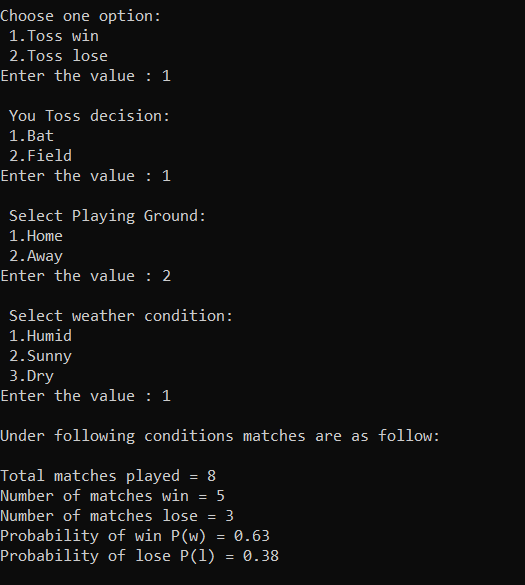 Choose one option:
1.Toss win
2.Toss lose
Enter the value : 1
You Toss decision:
1.Bat
2.Field
Enter the value : 1
Select Playing Ground:
1.Home
2.Away
Enter the value : 2
Select weather condition:
1.Humid
2.Sunny
3.Dry
Enter the value : 1
Under following conditions matches are as follow:
Total matches played = 8
Number of matches win = 5
Number of matches lose = 3
Probability of win P(w) = 0.63
Probability of lose P(l) = 0.38